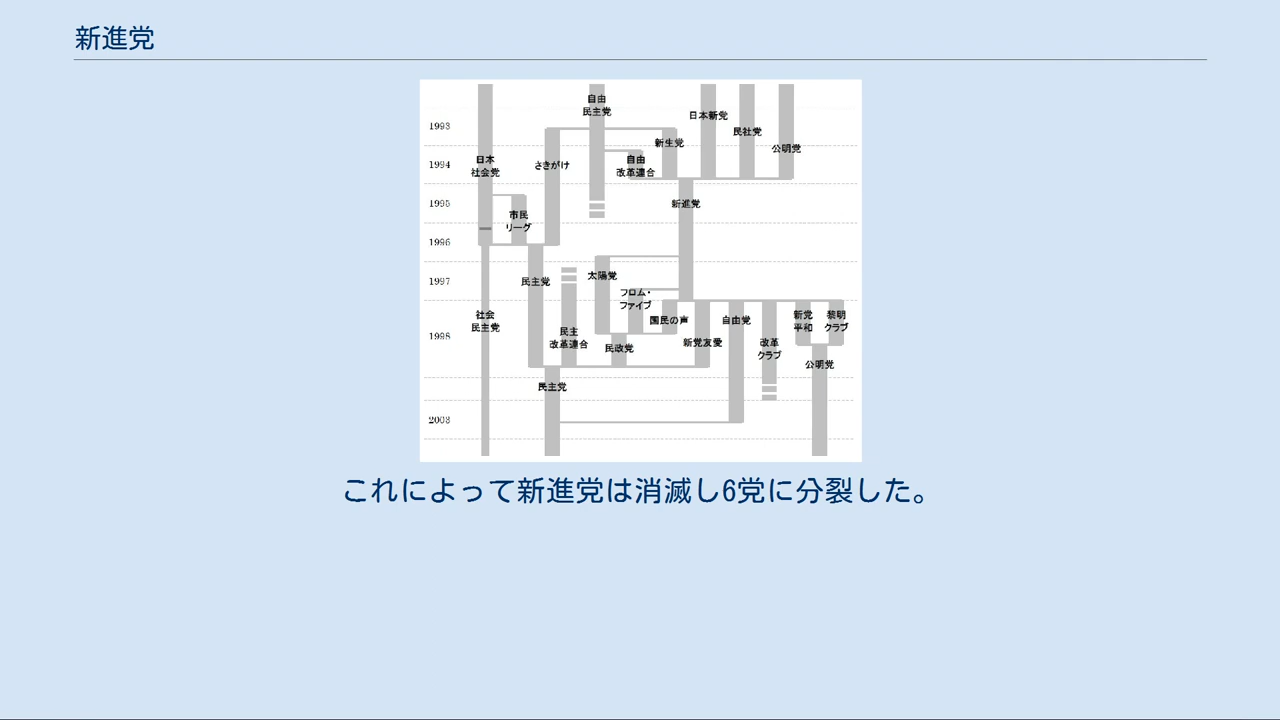 新進党
自由
民主党
1993
日本新党
民社党
新生党
公明党
1994
日本
社会党
さきがけ
自由
改革連合
1995
新進党
市民
リーグ
1996
民主党
太陽党
1997
フロム・
ファイブ
社会
民主党
国民の声
自由党
新党
平和
黎明
クラブ
民主
改革連合
1998
民政党
新党友愛
改革
クラブ
公明党
民主党
2003
これによって新進党は消滅し6党に分裂した。